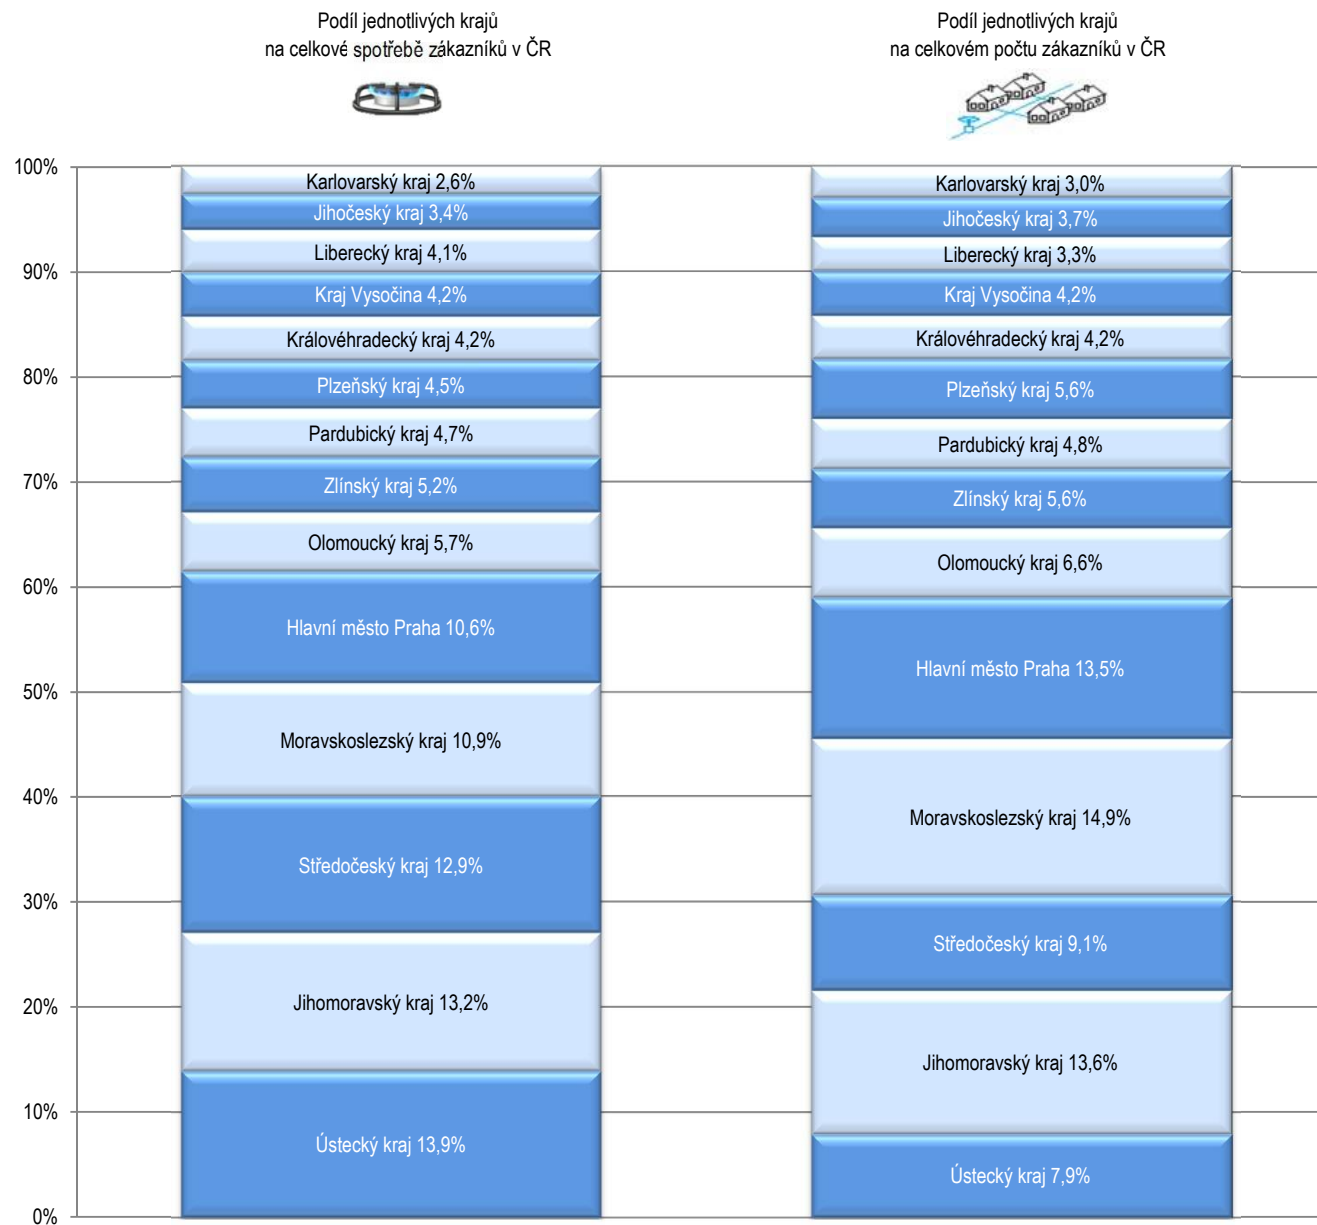 Podíl jednotlivých krajů
na celkové spotřebě zákazníků v ČR
Podíl jednotlivých krajů
na celkovém počtu zákazníků v ČR
100%
90%
80%
70%
60%
50%
40%
30%
20%
10%
0%
Karlovarský kraj 2,6%
Jihočeský kraj 3,4%
Liberecký kraj 4,1%
Kraj Vysočina 4,2%
Královéhradecký kraj 4,2%
Plzeňský kraj 4,5%
Pardubický kraj 4,7%
Zlínský kraj 5,2%
Olomoucký kraj 5,7%
Hlavní město Praha 10,6%
Moravskoslezský kraj 10,9%
Středočeský kraj 12,9%
Jihomoravský kraj 13,2%
Ústecký kraj 13,9%
Karlovarský kraj 3,0%
Jihočeský kraj 3,7%
Liberecký kraj 3,3%
Kraj Vysočina 4,2%
Královéhradecký kraj 4,2%
Plzeňský kraj 5,6%
Pardubický kraj 4,8%
Zlínský kraj 5,6%
Olomoucký kraj 6,6%
Hlavní město Praha 13,5%
Moravskoslezský kraj 14,9%
Středočeský kraj 9,1%
Jihomoravský kraj 13,6%
Ústecký kraj 7,9%